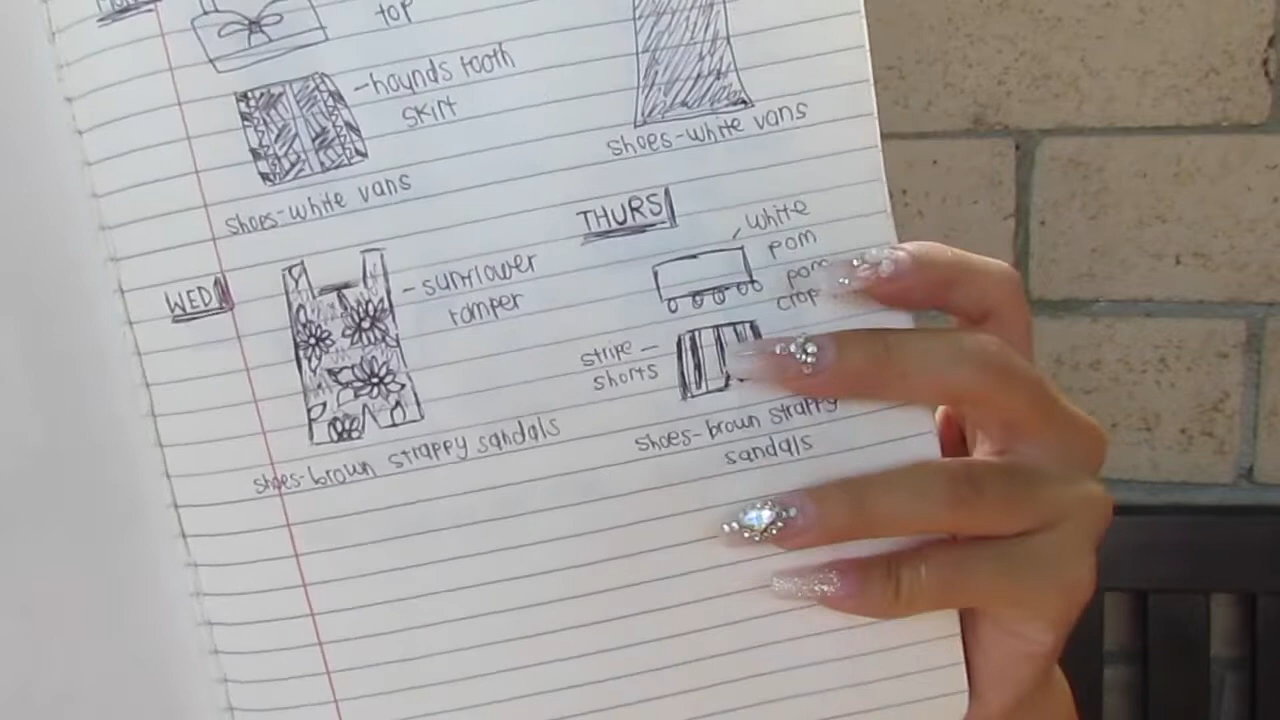 top
- hounds tooth
skirt
shoes-white vans
shoes-white vans
WED
- sunflower
romper
shoes-brown strappy sandals
THURS
white
pom
pom
crop
stripe -
shorts
shoes-brown strappy
sandals